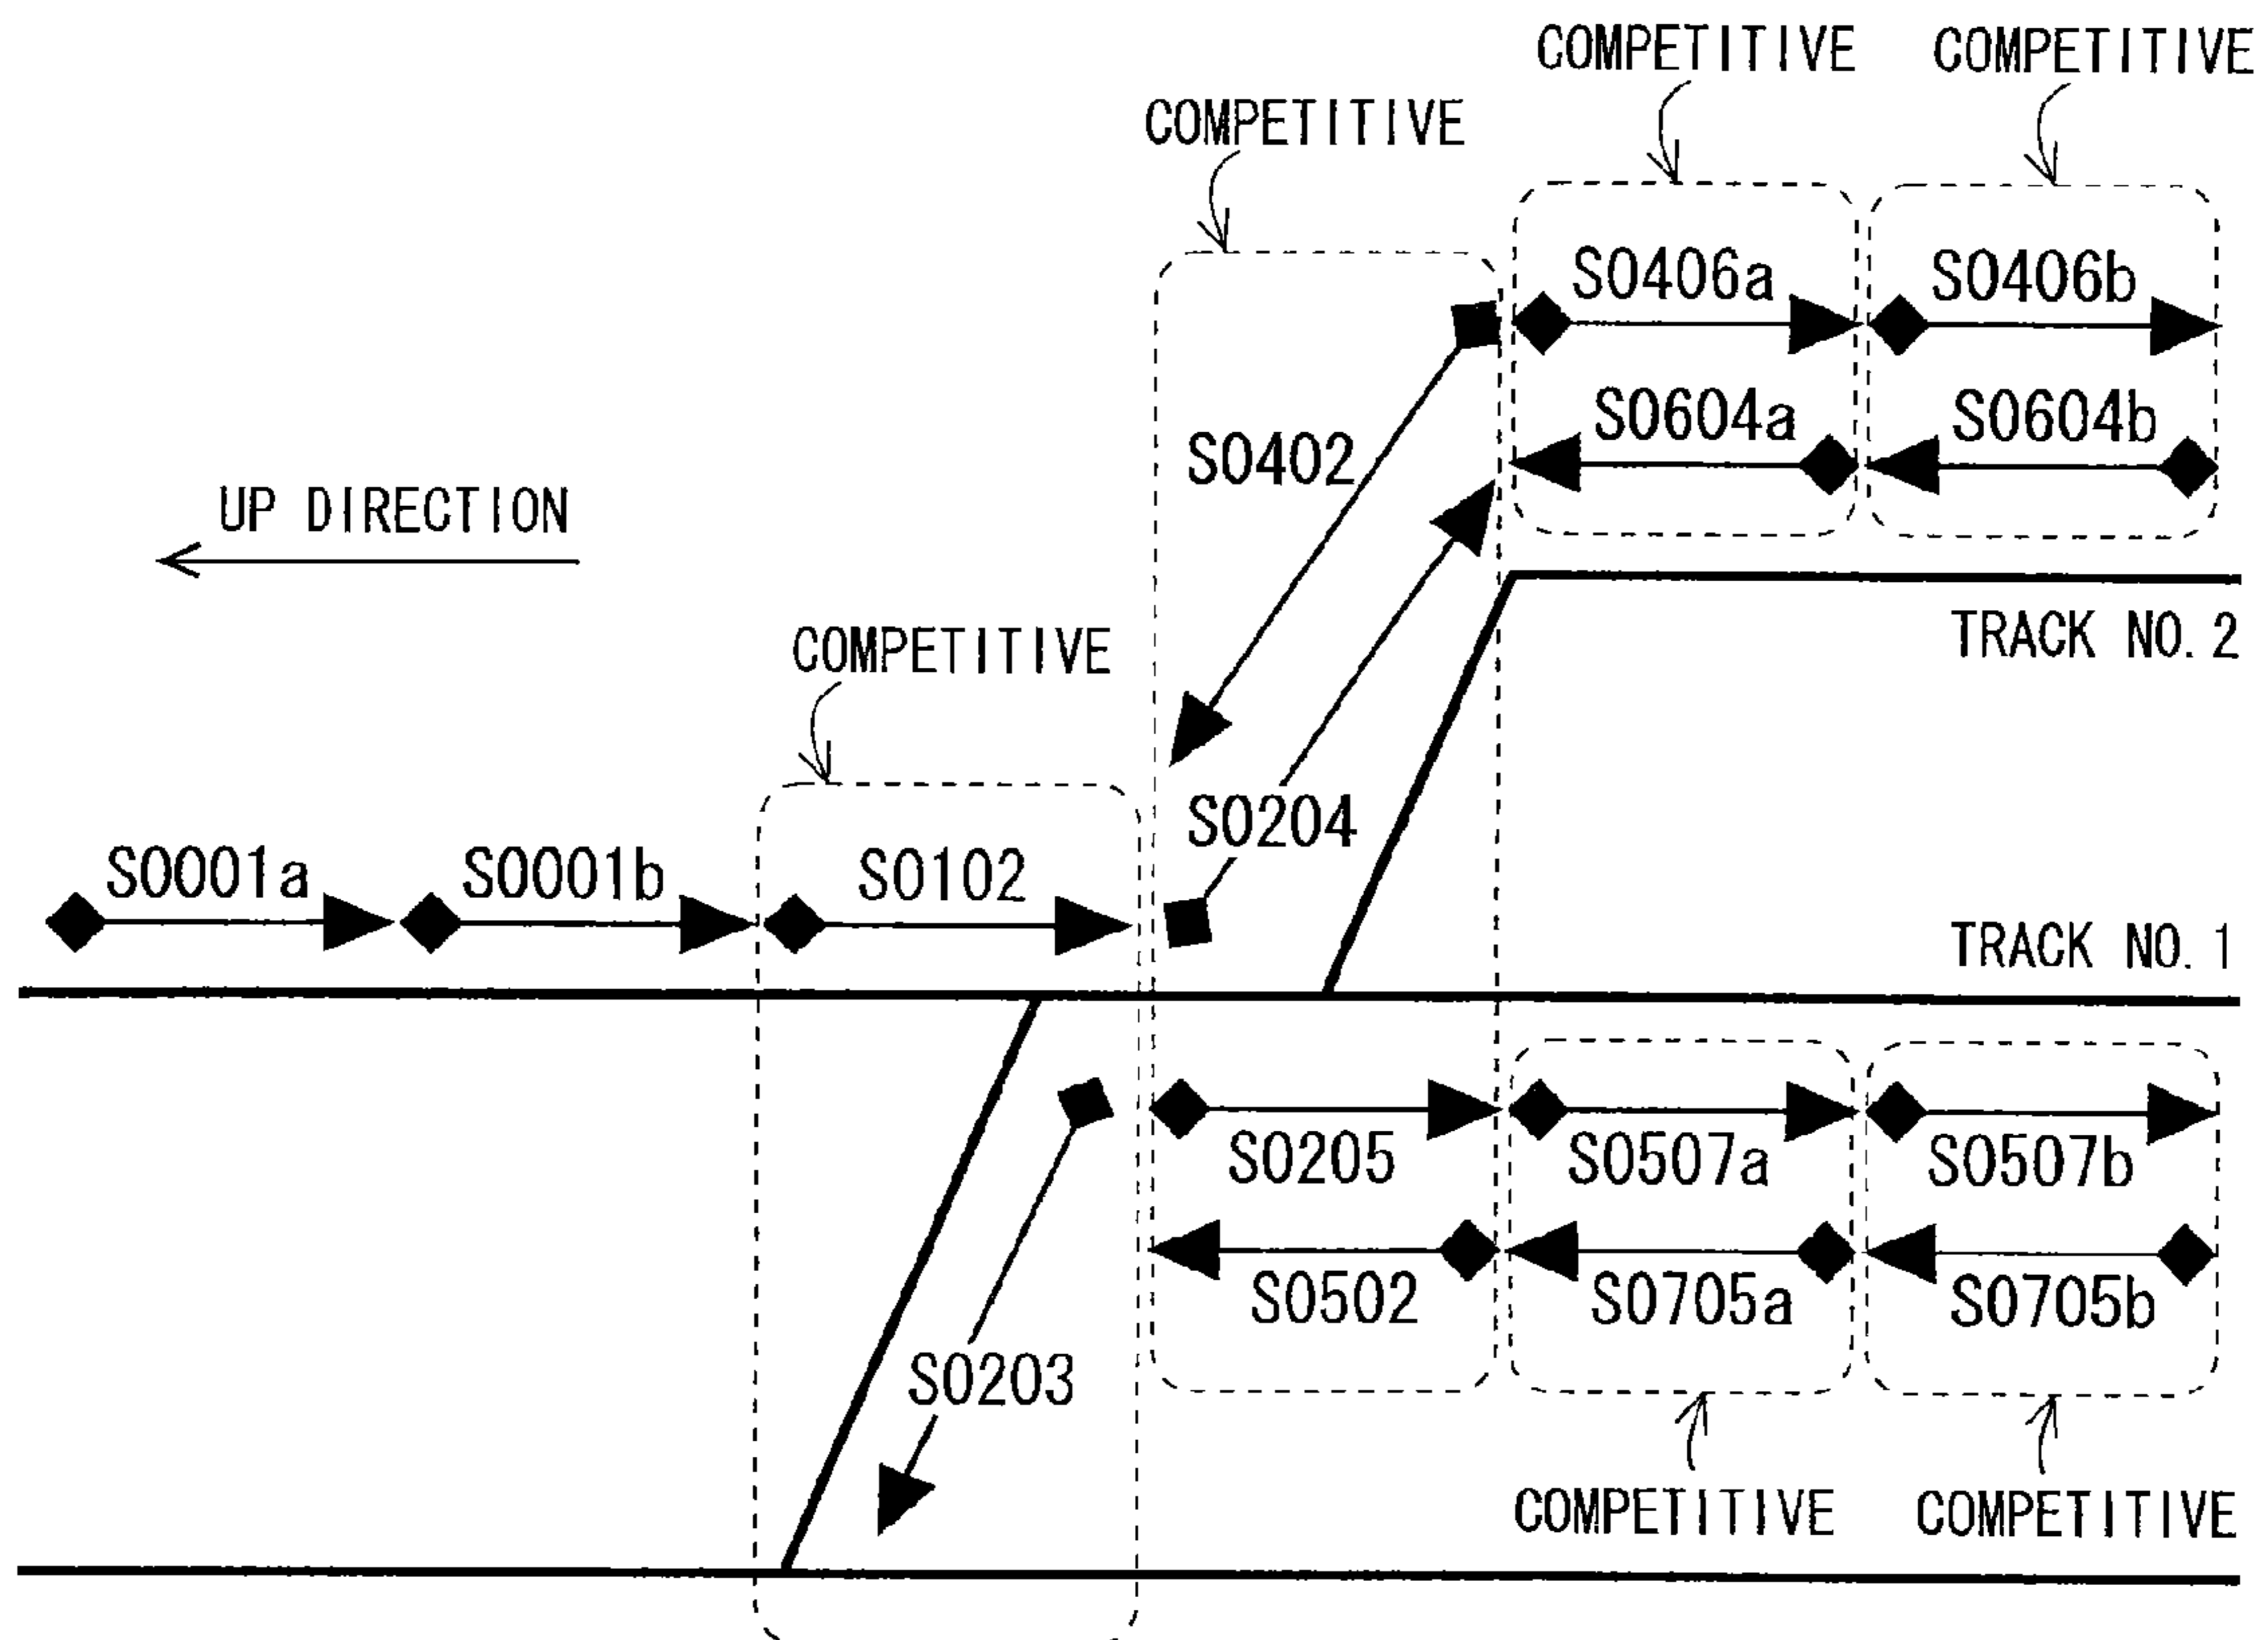 COMPETITIVE COMPETITIVE
COMPETITIVE
S0406a S0406b
S0604a S0604b
S0402
UP DIRECTION
TRACK NO. 2
COMPETITIVE
S0204
S0001a S0001b S0102
TRACK NO. 1
S0205 S0507a S0507b
S0502 S0705a S0705b
S0203
COMPETITIVE COMPETITIVE